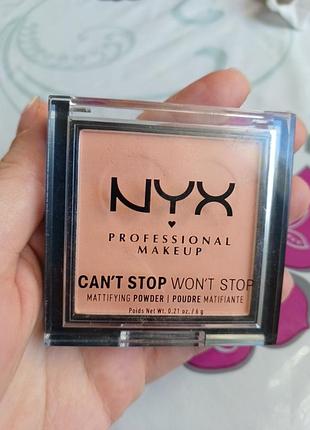 NYX
PROFESSIONAL
MAKEUP
CAN'T STOP WON'T STOP
MATTIFYING POWDER | POUDRE MATIFIANTE
Poids Net Wt. 0.21 oz. / 6 g